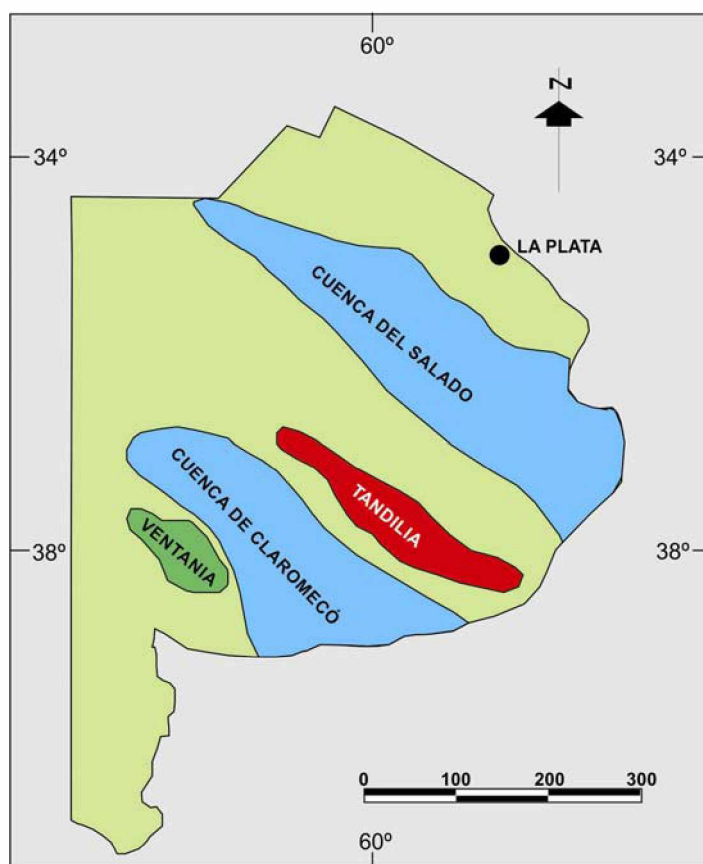 60º
Z
34º
34º
LA PLATA
CUENCA DEL SALADO
CUENCA DE CLAROMECÓ
TANDILIA
VENTANIA
38º
38º
0 100 200 300
60º